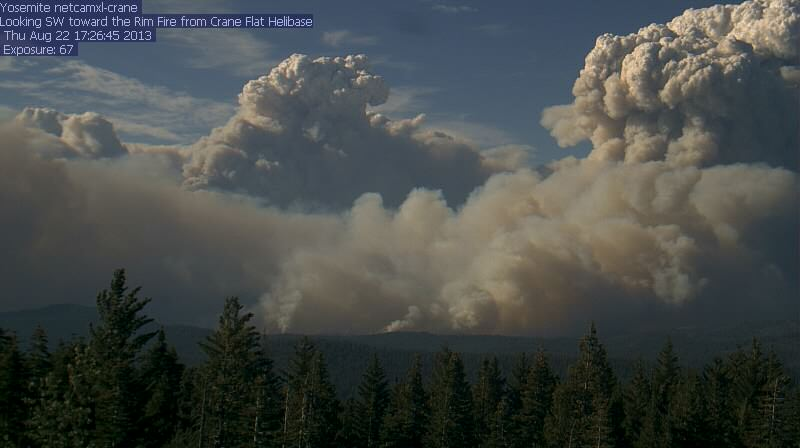 Yosemite netcamxl-crane
Looking SW toward the Rim Fire from Crane Flat Helibase
Thu Aug 22 17:26:45 2013
Exposure: 67